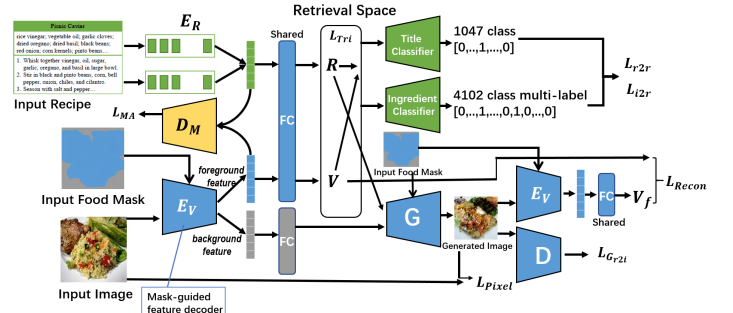 Picnic Caviar
rice vinegar; vegetable oil; garlic cloves;
dried oregano; dried basil; black beans;
red onion; corn kernels; pinto beans…
1. Whisk together vinegar, oil, sugar,
garlic, oregano, and basil in large bowl.
2. Stir in black and pinto beans, corn, bell
pepper, onion, chiles, and cilantro.
3. Season with salt and pepper…
Input Recipe
E_R
Retrieval Space
Shared
FC
L_Tri
R
V
Title
Classifier
1047 class
[0,..,1,...,0]
Ingredient
Classifier
4102 class multi-label
[0,..,1,...,0,1,0,..,0]
L_r2r
L_i2r
L_MA
D_M
Input Food Mask
foreground
feature
E_V
background
feature
FC
Input Image
Mask-guided
feature decoder
Input Food Mask
G
Generated Image
E_V
FC
Shared
V_f
L_Recon
D
L_G_r2i
L_Pixel